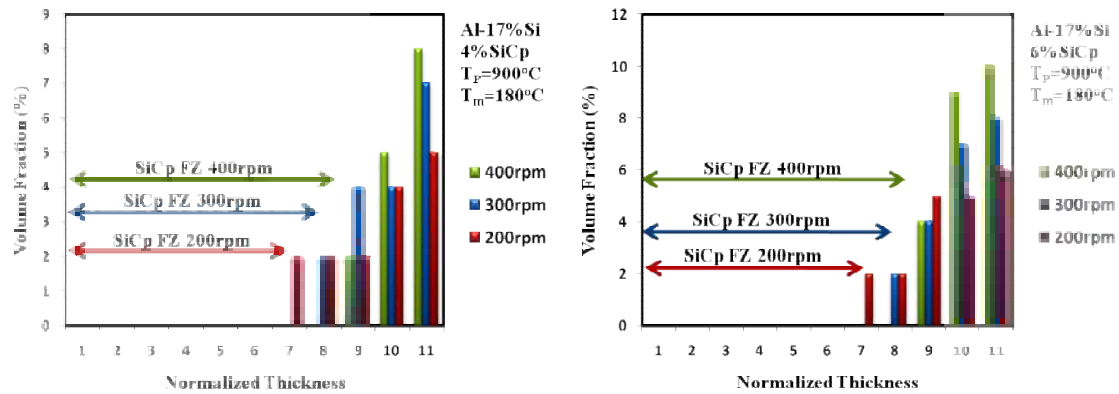 9
8
7
6
5
4
3
2
1
0
Volume Fraction (%)
SiCp FZ 400rpm
SiCp FZ 300rpm
SiCp FZ 200rpm
1 2 3 4 5 6 7 8 9 10 11
Normalized Thickness
Al-17%Si
4%SiCp
TP=900°C
Tm=180°C
400rpm
300rpm
200rpm
12
10
8
6
4
2
0
Volume Fraction (%)
SiCp FZ 400rpm
SiCp FZ 300rpm
SiCp FZ 200rpm
1 2 3 4 5 6 7 8 9 10 11
Normalized Thickness
Al-17%Si
6%SiCp
TP=900°C
Tm=180°C
400rpm
300rpm
200rpm